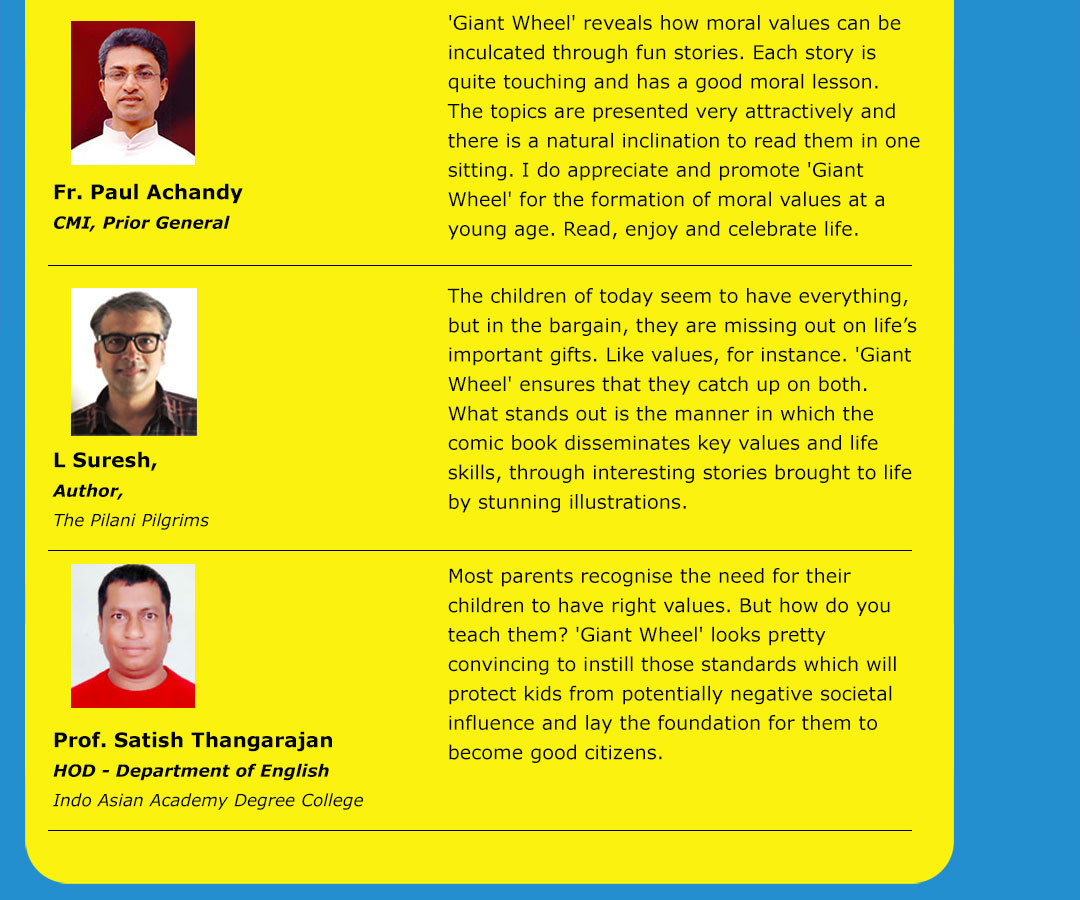 'Giant Wheel' reveals how moral values can be
inculcated through fun stories. Each story is
quite touching and has a good moral lesson.
The topics are presented very attractively and
there is a natural inclination to read them in one
sitting. I do appreciate and promote 'Giant
Wheel' for the formation of moral values at a
young age. Read, enjoy and celebrate life.
Fr. Paul Achandy
CMI, Prior General
The children of today seem to have everything,
but in the bargain, they are missing out on life’s
important gifts. Like values, for instance. 'Giant
Wheel' ensures that they catch up on both.
What stands out is the manner in which the
comic book disseminates key values and life
skills, through interesting stories brought to life
by stunning illustrations.
L Suresh,
Author,
The Pilani Pilgrims
Most parents recognise the need for their
children to have right values. But how do you
teach them? 'Giant Wheel' looks pretty
convincing to instill those standards which will
protect kids from potentially negative societal
influence and lay the foundation for them to
become good citizens.
Prof. Satish Thangarajan
HOD - Department of English
Indo Asian Academy Degree College